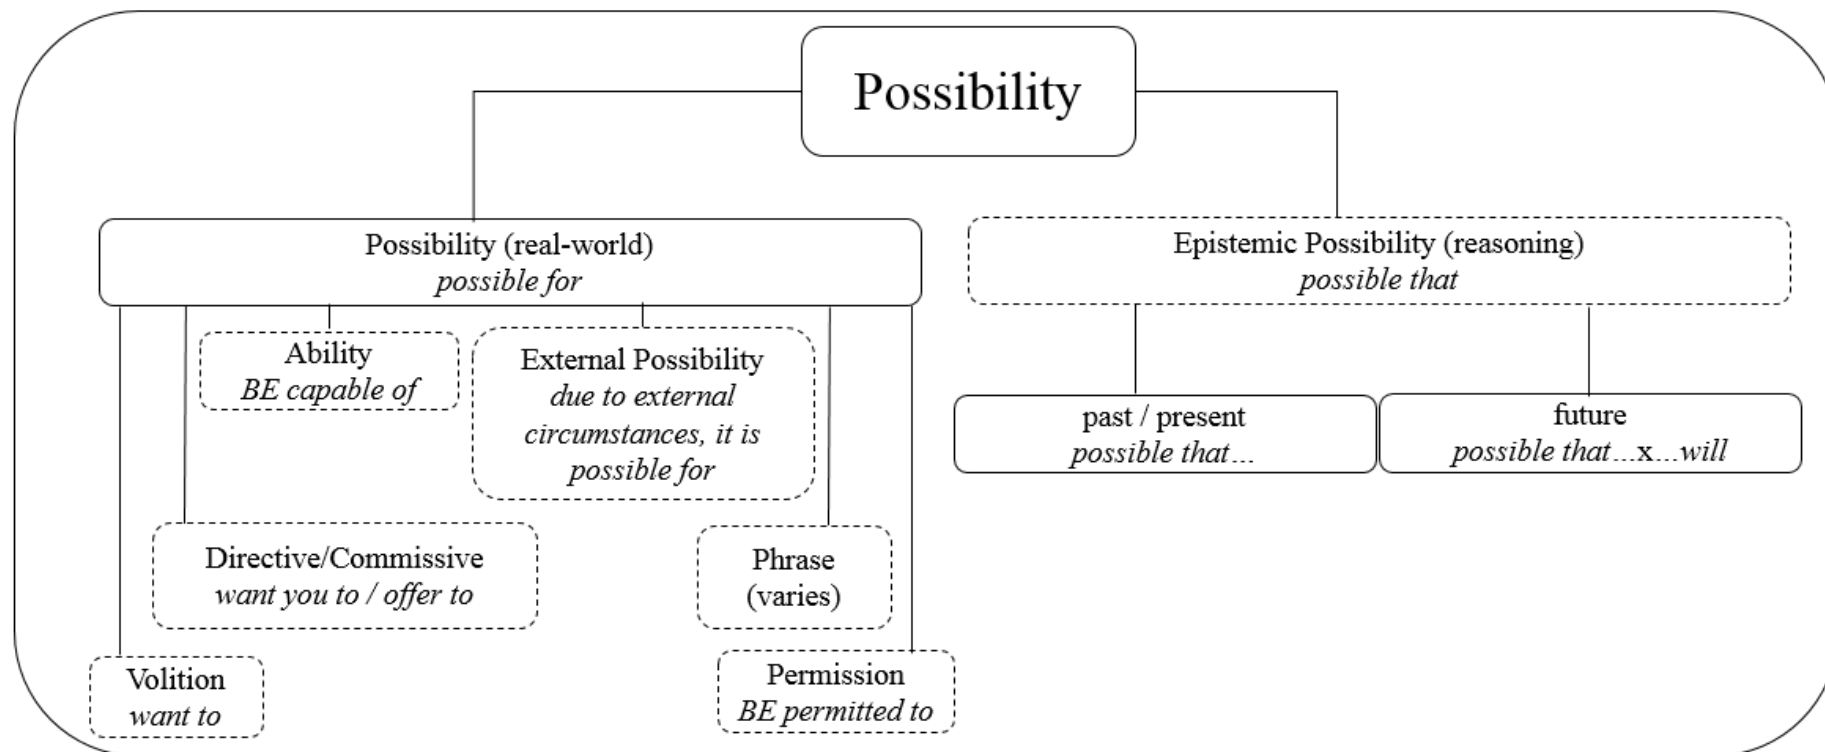 Possibility
Possibility (real-world)
possible for
Epistemic Possibility (reasoning)
possible that
Ability
BE capable of
External Possibility
due to external
circumstances, it is
possible for
past / present
possible that…
future
possible that…x…will
Directive/Commissive
want you to / offer to
Phrase
(varies)
Volition
want to
Permission
BE permitted to